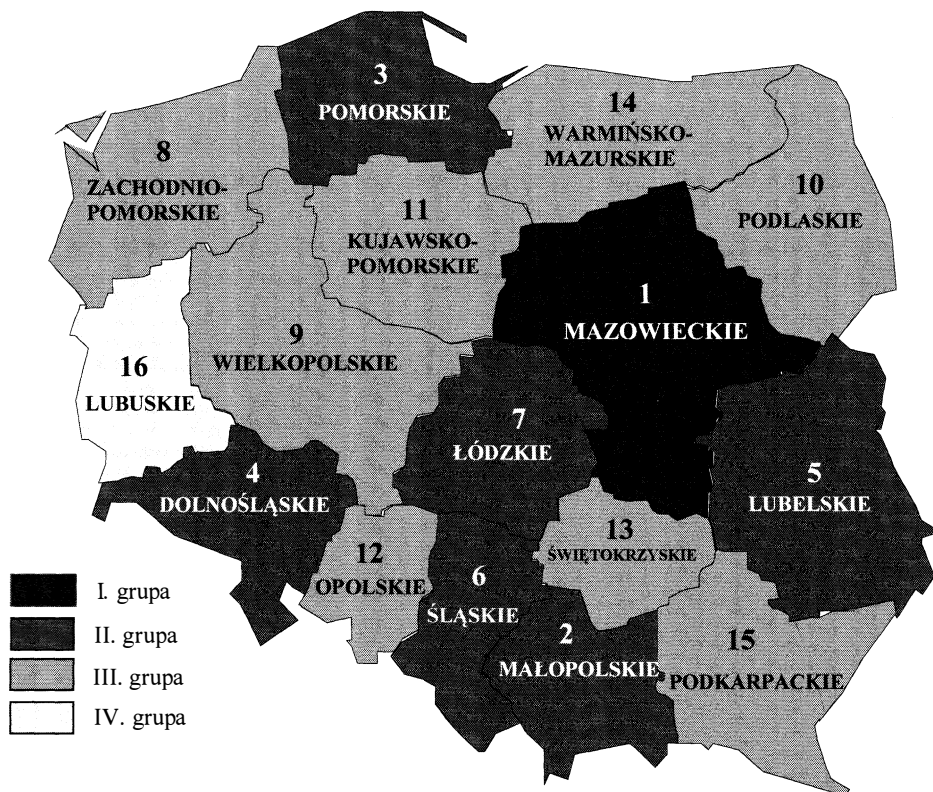 3
POMORSKIE
14
WARMIŃSKO-
MAZURSKIE
8
ZACHODNIO-
POMORSKIE
10
PODLASKIE
11
KUJAWSKO-
POMORSKIE
1
MAZOWIECKIE
9
WIELKOPOLSKIE
16
LUBUSKIE
7
ŁÓDZKIE
4
DOLNOŚLĄSKIE
5
LUBELSKIE
13
ŚWIĘTOKRZYSKIE
12
OPOLSKIE
6
ŚLĄSKIE
2
MAŁOPOLSKIE
15
PODKARPACKIE
I. grupa
II. grupa
III. grupa
IV. grupa